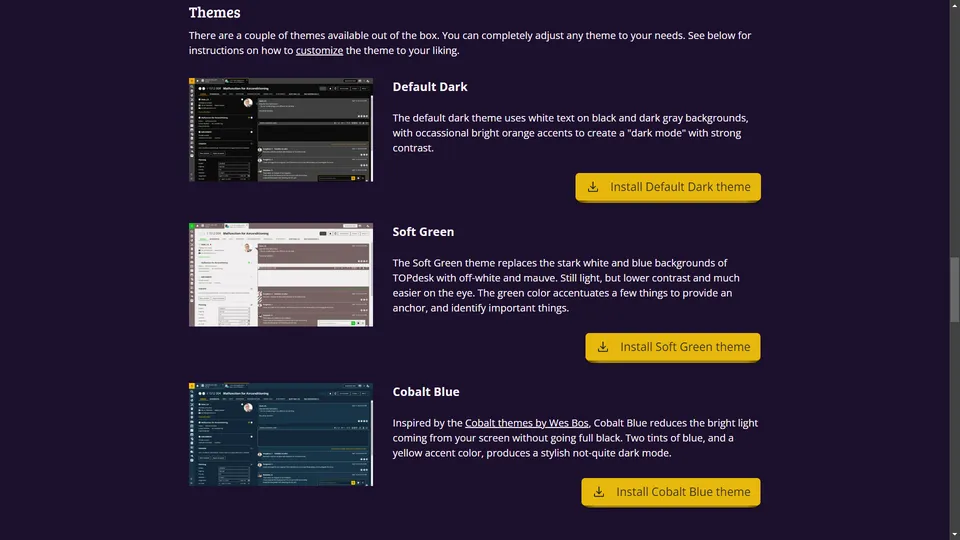 Themes
There are a couple of themes available out of the box. You can completely adjust any theme to your needs. See below for
instructions on how to customize the theme to your liking.
Default Dark
The default dark theme uses white text on black and dark gray backgrounds,
with occassional bright orange accents to create a "dark mode" with strong
contrast.
Install Default Dark theme
Soft Green
The Soft Green theme replaces the stark white and blue backgrounds of
TOPdesk with off-white and mauve. Still light, but lower contrast and much
easier on the eye. The green color accentuates a few things to provide an
anchor, and identify important things.
Install Soft Green theme
Cobalt Blue
Inspired by the Cobalt themes by Wes Bos, Cobalt Blue reduces the bright light
coming from your screen without going full black. Two tints of blue, and a
yellow accent color, produces a stylish not-quite dark mode.
Install Cobalt Blue theme